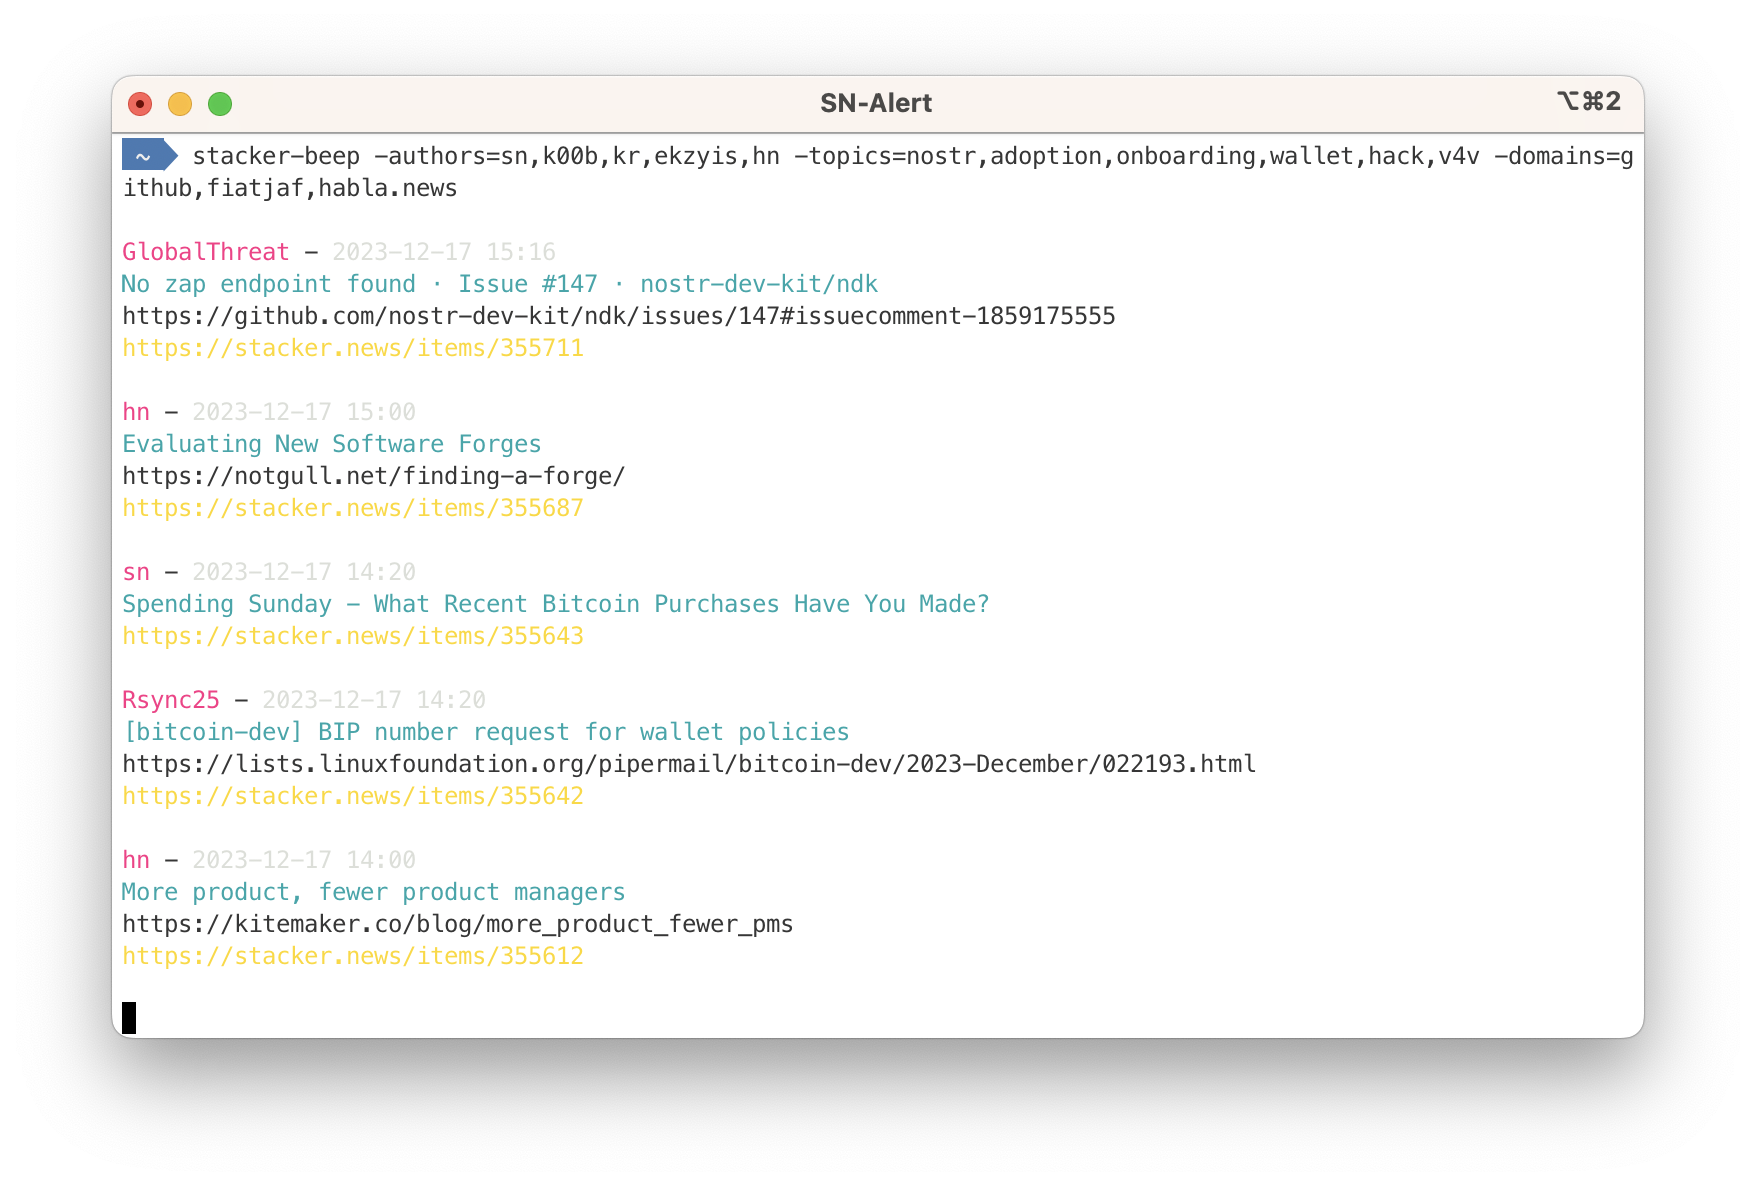 SN-Alert
⌥⌘2
~ stacker-beep -authors=sn,k00b,kr,ekzyis,hn -topics=nostr,adoption,onboarding,wallet,hack,v4v -domains=g
ithub,fiatjaf,habla.news
GlobalThreat - 2023-12-17 15:16
No zap endpoint found · Issue #147 · nostr-dev-kit/ndk
https://github.com/nostr-dev-kit/ndk/issues/147#issuecomment-1859175555
https://stacker.news/items/355711
hn - 2023-12-17 15:00
Evaluating New Software Forges
https://notgull.net/finding-a-forge/
https://stacker.news/items/355687
sn - 2023-12-17 14:20
Spending Sunday - What Recent Bitcoin Purchases Have You Made?
https://stacker.news/items/355643
Rsync25 - 2023-12-17 14:20
[bitcoin-dev] BIP number request for wallet policies
https://lists.linuxfoundation.org/pipermail/bitcoin-dev/2023-December/022193.html
https://stacker.news/items/355642
hn - 2023-12-17 14:00
More product, fewer product managers
https://kitemaker.co/blog/more_product_fewer_pms
https://stacker.news/items/355612